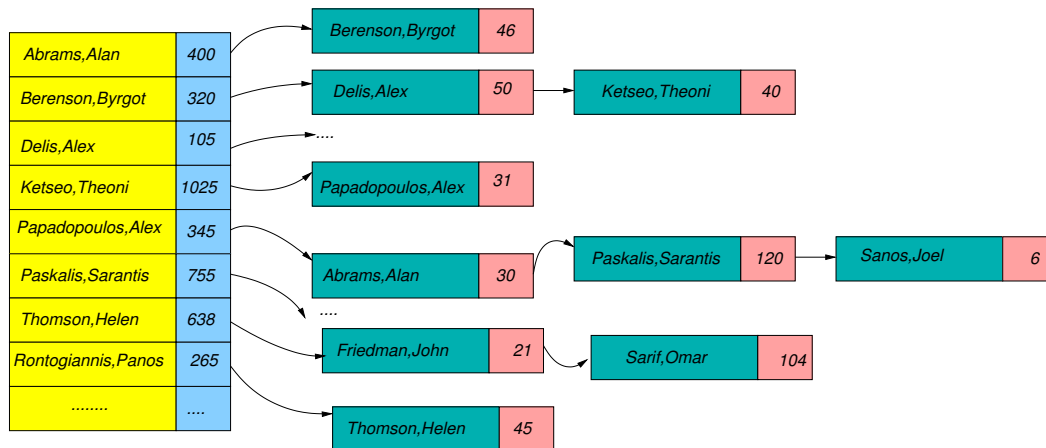 Abrams,Alan 400
Berenson,Byrgot 46
Berenson,Byrgot 320
Delis,Alex 50
Ketseo,Theoni 40
Delis,Alex 105
....
Ketseo,Theoni 1025
Papadopoulos,Alex 31
Papadopoulos,Alex 345
Abrams,Alan 30
Paskalis,Sarantis 120
Sanos,Joel 6
Paskalis,Sarantis 755
....
Thomson,Helen 638
Friedman,John 21
Sarif,Omar 104
Rontogiannis,Panos 265
Thomson,Helen 45
........ ....